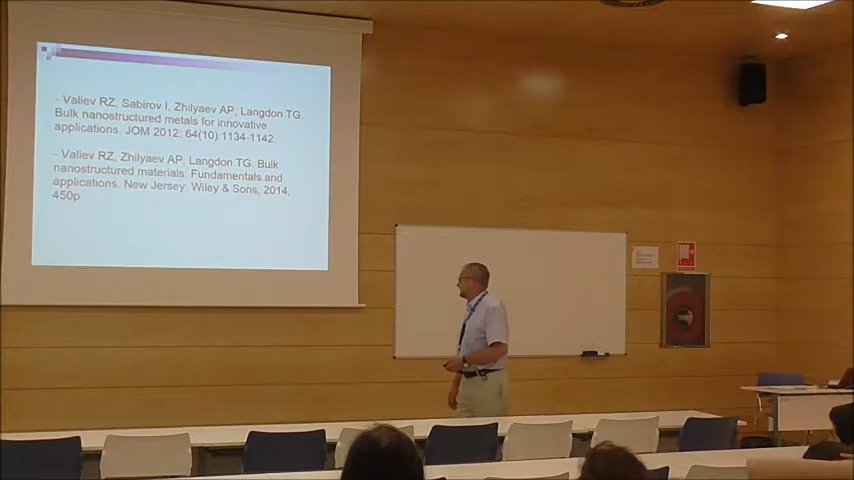 - Valiev RZ, Sabirov I, Zhilyaev AP, Langdon TG.
Bulk nanostructured metals for innovative
applications. JOM 2012; 64(10):1134-1142
- Valiev RZ, Zhilyaev AP, Langdon TG. Bulk
nanostructured materials: Fundamentals and
applications. New Jersey: Wiley & Sons, 2014,
450p